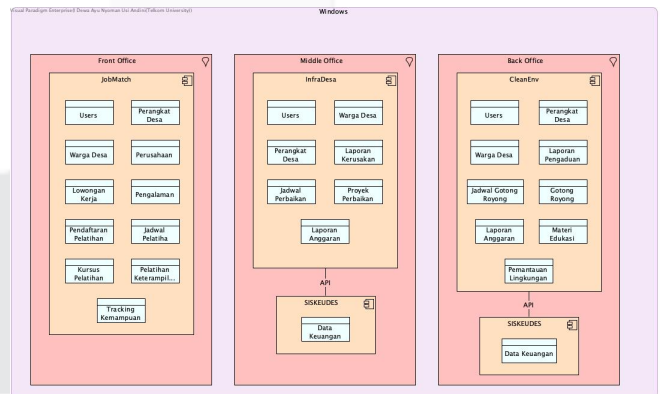 Visual Paradigm Enterprise(I Dewa Ayu Nyoman Usi Andini(Telkom University))
Windows
Front Office
JobMatch
Users
Perangkat
Desa
Warga Desa
Perusahaan
Lowongan
Kerja
Pengalaman
Pendaftaran
Pelatihan
Jadwal
Pelatiha
Kursus
Pelatihan
Pelatihan
Keterampil...
Tracking
Kemampuan
Middle Office
InfraDesa
Users
Warga Desa
Perangkat
Desa
Laporan
Kerusakan
Jadwal
Perbaikan
Proyek
Perbaikan
Laporan
Anggaran
API
SISKEUDES
Data
Keuangan
Back Office
CleanEnv
Users
Perangkat
Desa
Warga Desa
Laporan
Pengaduan
Jadwal Gotong
Royong
Gotong
Royong
Laporan
Anggaran
Materi
Edukasi
Pemantauan
Lingkungan
API
SISKEUDES
Data Keuangan